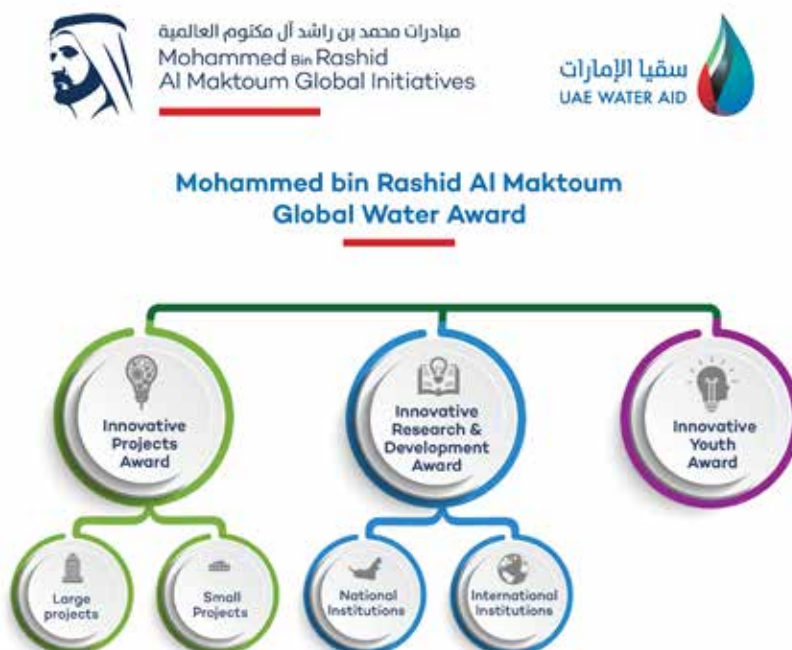 مبادرات محمد بن راشد آل مكتوم العالمية
Mohammed Bin Rashid
Al Maktoum Global Initiatives
سقيا الإمارات
UAE WATER AID
Mohammed bin Rashid Al Maktoum
Global Water Award
Innovative
Projects
Award
Innovative
Research &
Development
Award
Innovative
Youth
Award
Large
projects
Small
Projects
National
Institutions
International
Institutions